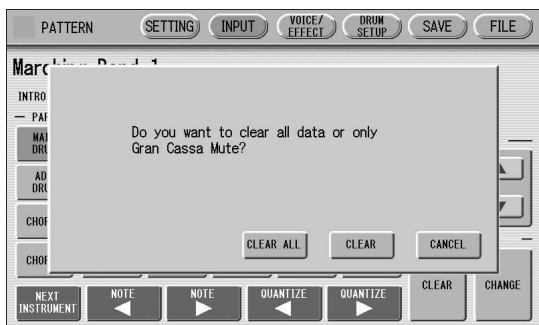 PATTERN SETTING INPUT VOICE/ EFFECT DRUM SETUP SAVE FILE
INTRO
Do you want to clear all data or only
Gran Cassa Mute?
CLEAR ALL CLEAR CANCEL
NEXT INSTRUMENT NOTE NOTE QUANTIZE QUANTIZE CLEAR CHANGE